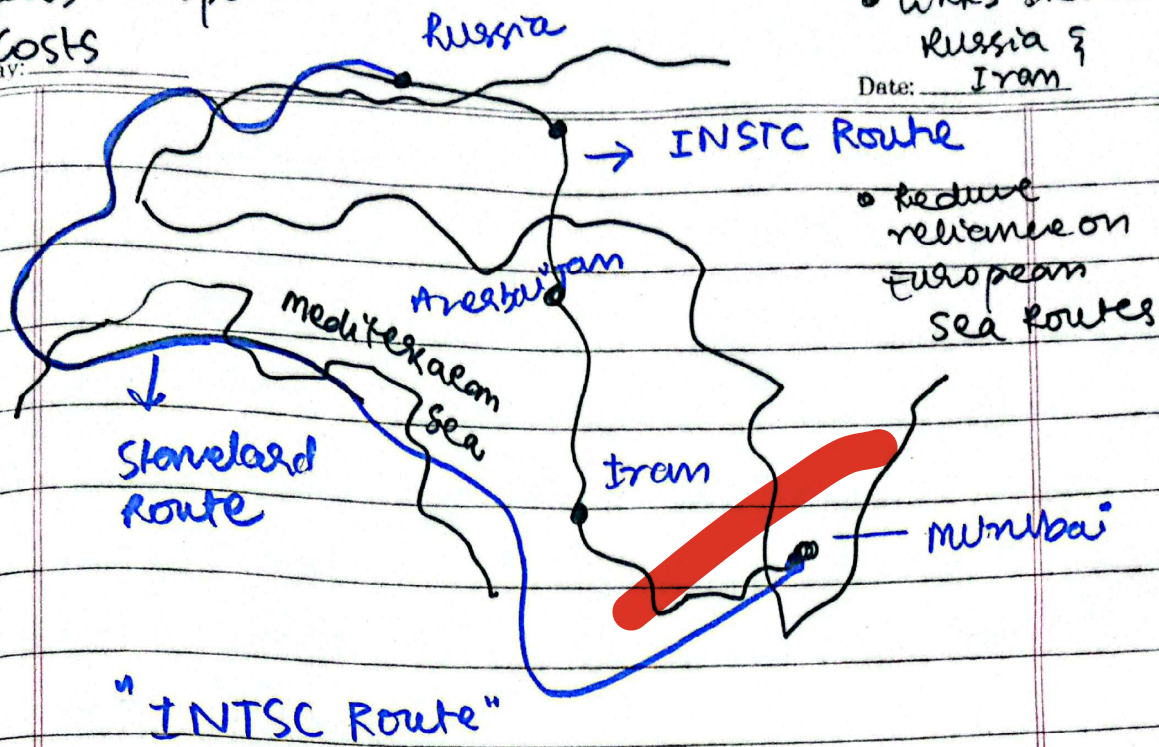 Costs
Russia
Russia &
Iran
Date:
→ INSTC Route
• Reduce
reliance on
European
Sea Routes
Azerbaijan
Mediterranean
Sea
Standard
Route
Iran
Mumbai
"INTSC Route"